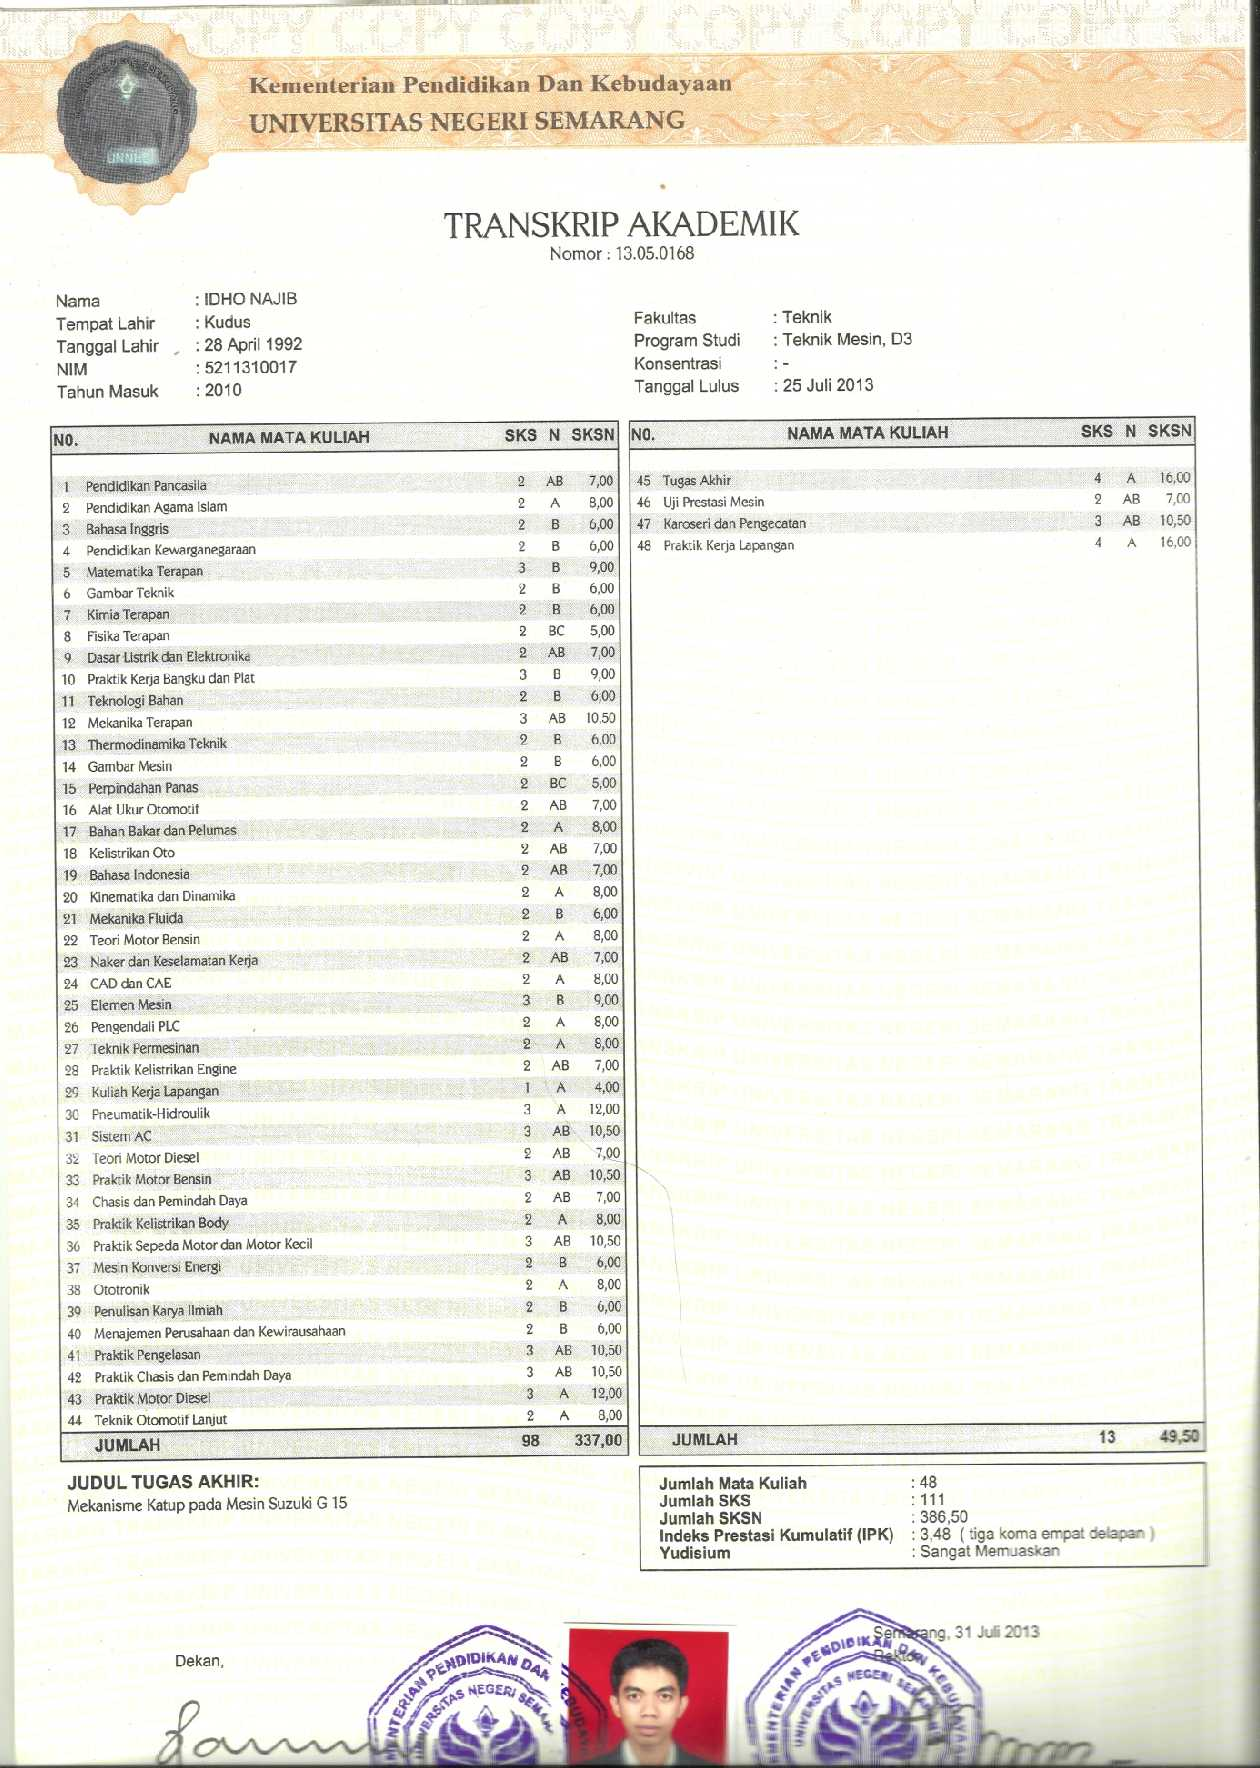 COPY COPY COPY COPY COPY COPY COPY
Kementerian Pendidikan Dan Kebudayaan
UNIVERSITAS NEGERI SEMARANG
UNNES
TRANSKRIP AKADEMIK
Nomor : 13.05.0168
Nama : IDHO NAJIB
Tempat Lahir : Kudus
Tanggal Lahir : 28 April 1992
NIM : 5211310017
Tahun Masuk : 2010
Fakultas : Teknik
Program Studi : Teknik Mesin, D3
Konsentrasi : -
Tanggal Lulus : 25 Juli 2013
NO. NAMA MATA KULIAH SKS N SKSN
1 Pendidikan Pancasila 2 AB 7,00
2 Pendidikan Agama Islam 2 A 8,00
3 Bahasa Inggris 2 B 6,00
4 Pendidikan Kewarganegaraan 2 B 6,00
5 Matematika Terapan 3 B 9,00
6 Gambar Teknik 2 B 6,00
7 Kimia Terapan 2 B 6,00
8 Fisika Terapan 2 BC 5,00
9 Dasar Listrik dan Elektronika 2 AB 7,00
10 Praktik Kerja Bangku dan Plat 3 B 9,00
11 Teknologi Bahan 2 B 6,00
12 Mekanika Terapan 3 AB 10,50
13 Thermodinamika Teknik 2 B 6,00
14 Gambar Mesin 2 B 6,00
15 Perpindahan Panas 2 BC 5,00
16 Alat Ukur Otomotif 2 AB 7,00
17 Bahan Bakar dan Pelumas 2 A 8,00
18 Kelistrikan Oto 2 AB 7,00
19 Bahasa Indonesia 2 AB 7,00
20 Kinematika dan Dinamika 2 A 8,00
21 Mekanika Fluida 2 B 6,00
22 Teori Motor Bensin 2 A 8,00
23 Naker dan Keselamatan Kerja 2 AB 7,00
24 CAD dan CAE 2 A 8,00
25 Elemen Mesin 3 B 9,00
26 Pengendali PLC 2 A 8,00
27 Teknik Permesinan 2 A 8,00
28 Praktik Kelistrikan Engine 2 AB 7,00
29 Kuliah Kerja Lapangan 1 A 4,00
30 Pneumatik-Hidroulik 3 A 12,00
31 Sistem AC 3 AB 10,50
32 Teori Motor Diesel 2 AB 7,00
33 Praktik Motor Bensin 3 AB 10,50
34 Chasis dan Pemindah Daya 2 AB 7,00
35 Praktik Kelistrikan Body 2 A 8,00
36 Praktik Sepeda Motor dan Motor Kecil 3 AB 10,50
37 Mesin Konversi Energi 2 B 6,00
38 Ototronik 2 A 8,00
39 Penulisan Karya Ilmiah 2 B 6,00
40 Menajemen Perusahaan dan Kewirausahaan 2 B 6,00
41 Praktik Pengelasan 3 AB 10,50
42 Praktik Chasis dan Pemindah Daya 3 AB 10,50
43 Praktik Motor Diesel 3 A 12,00
44 Teknik Otomotif Lanjut 2 A 8,00
JUMLAH 98 337,00
NO. NAMA MATA KULIAH SKS N SKSN
45 Tugas Akhir 4 A 16,00
46 Uji Prestasi Mesin 2 AB 7,00
47 Karoseri dan Pengecatan 3 AB 10,50
48 Praktik Kerja Lapangan 4 A 16,00
JUMLAH 13 49,50
JUDUL TUGAS AKHIR:
Mekanisme Katup pada Mesin Suzuki G 15
Jumlah Mata Kuliah : 48
Jumlah SKS : 111
Jumlah SKSN : 386,50
Indeks Prestasi Kumulatif (IPK) : 3,48 ( tiga koma empat delapan )
Yudisium : Sangat Memuaskan
Dekan,
Semarang, 31 Juli 2013
Rektor